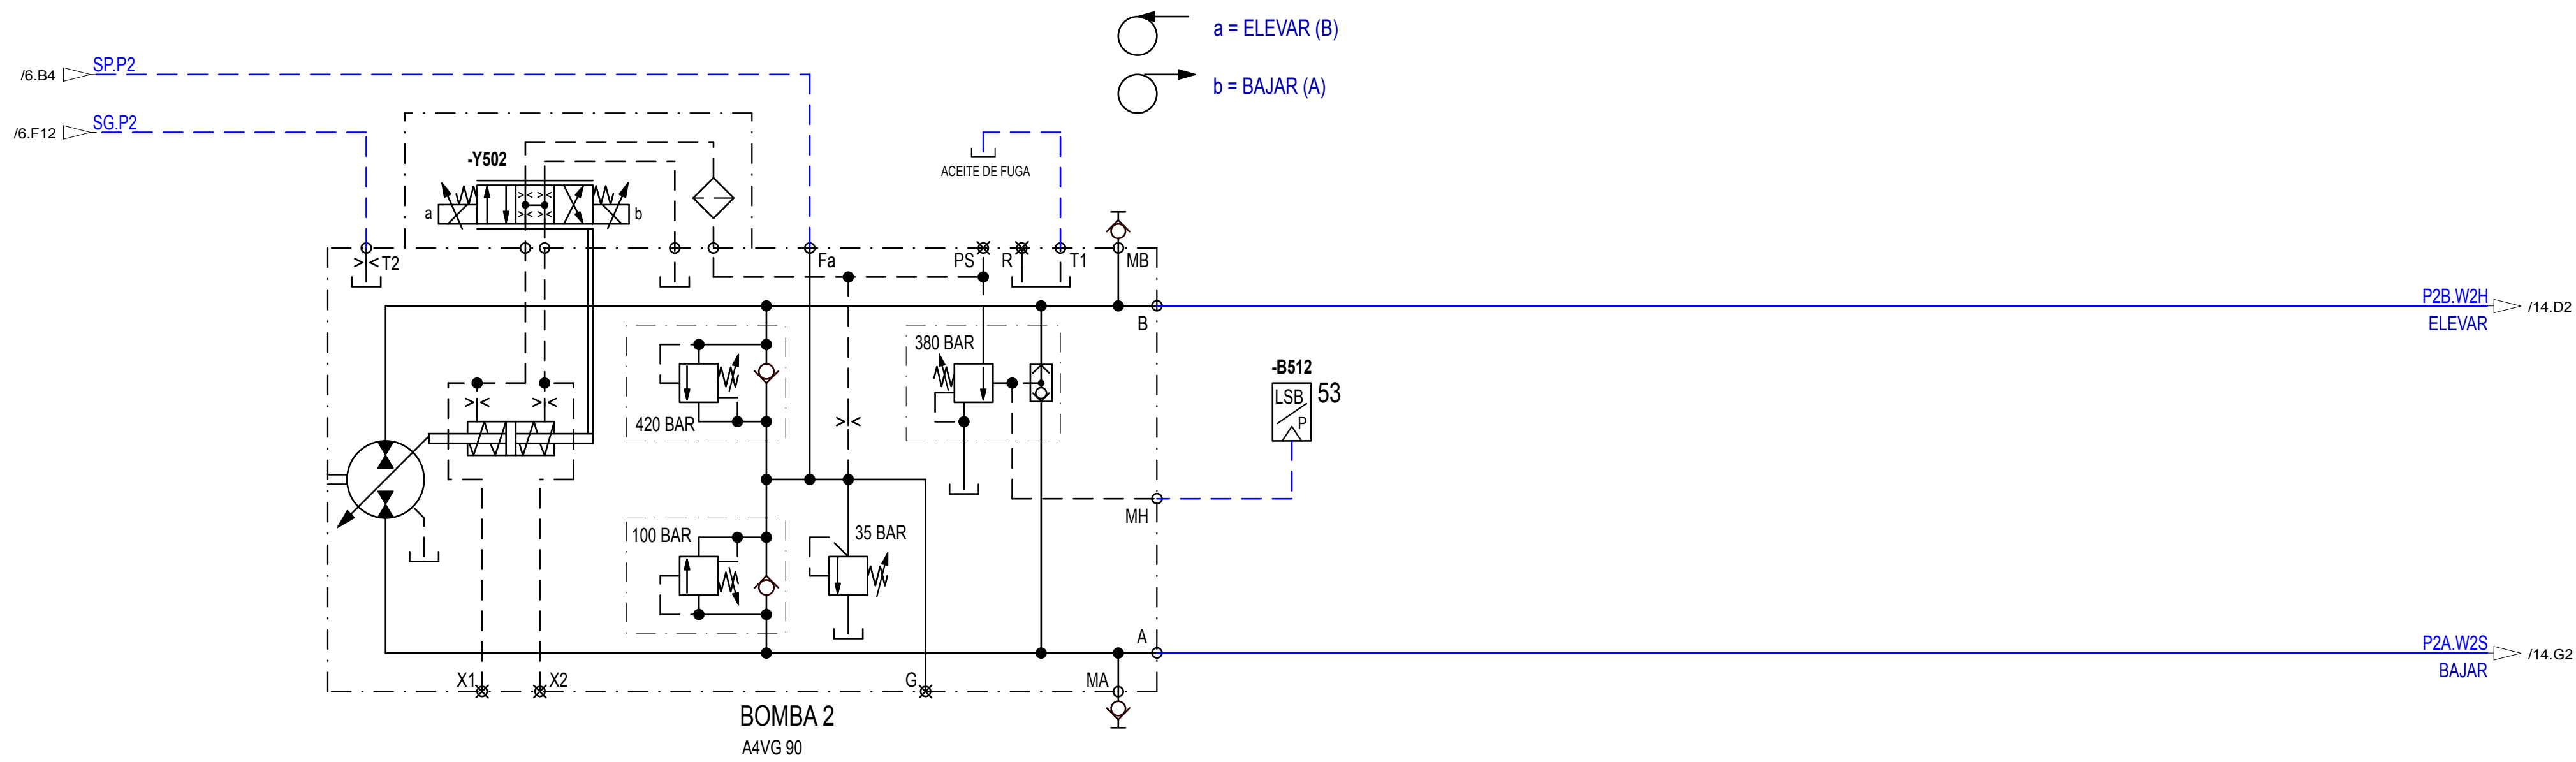 a = ELEVAR (B)
/6.B4 SP.P2
b = BAJAR (A)
/6.F12 SG.P2
-Y502
ACEITE DE FUGA
a b
T2 Fa PS R T1 MB
P2B.W2H /14.D2
B ELEVAR
380 BAR
-B512
LSB 53
P
420 BAR
MH
100 BAR 35 BAR
A P2A.W2S /14.G2
BAJAR
X1 X2 G MA
BOMBA 2
A4VG 90